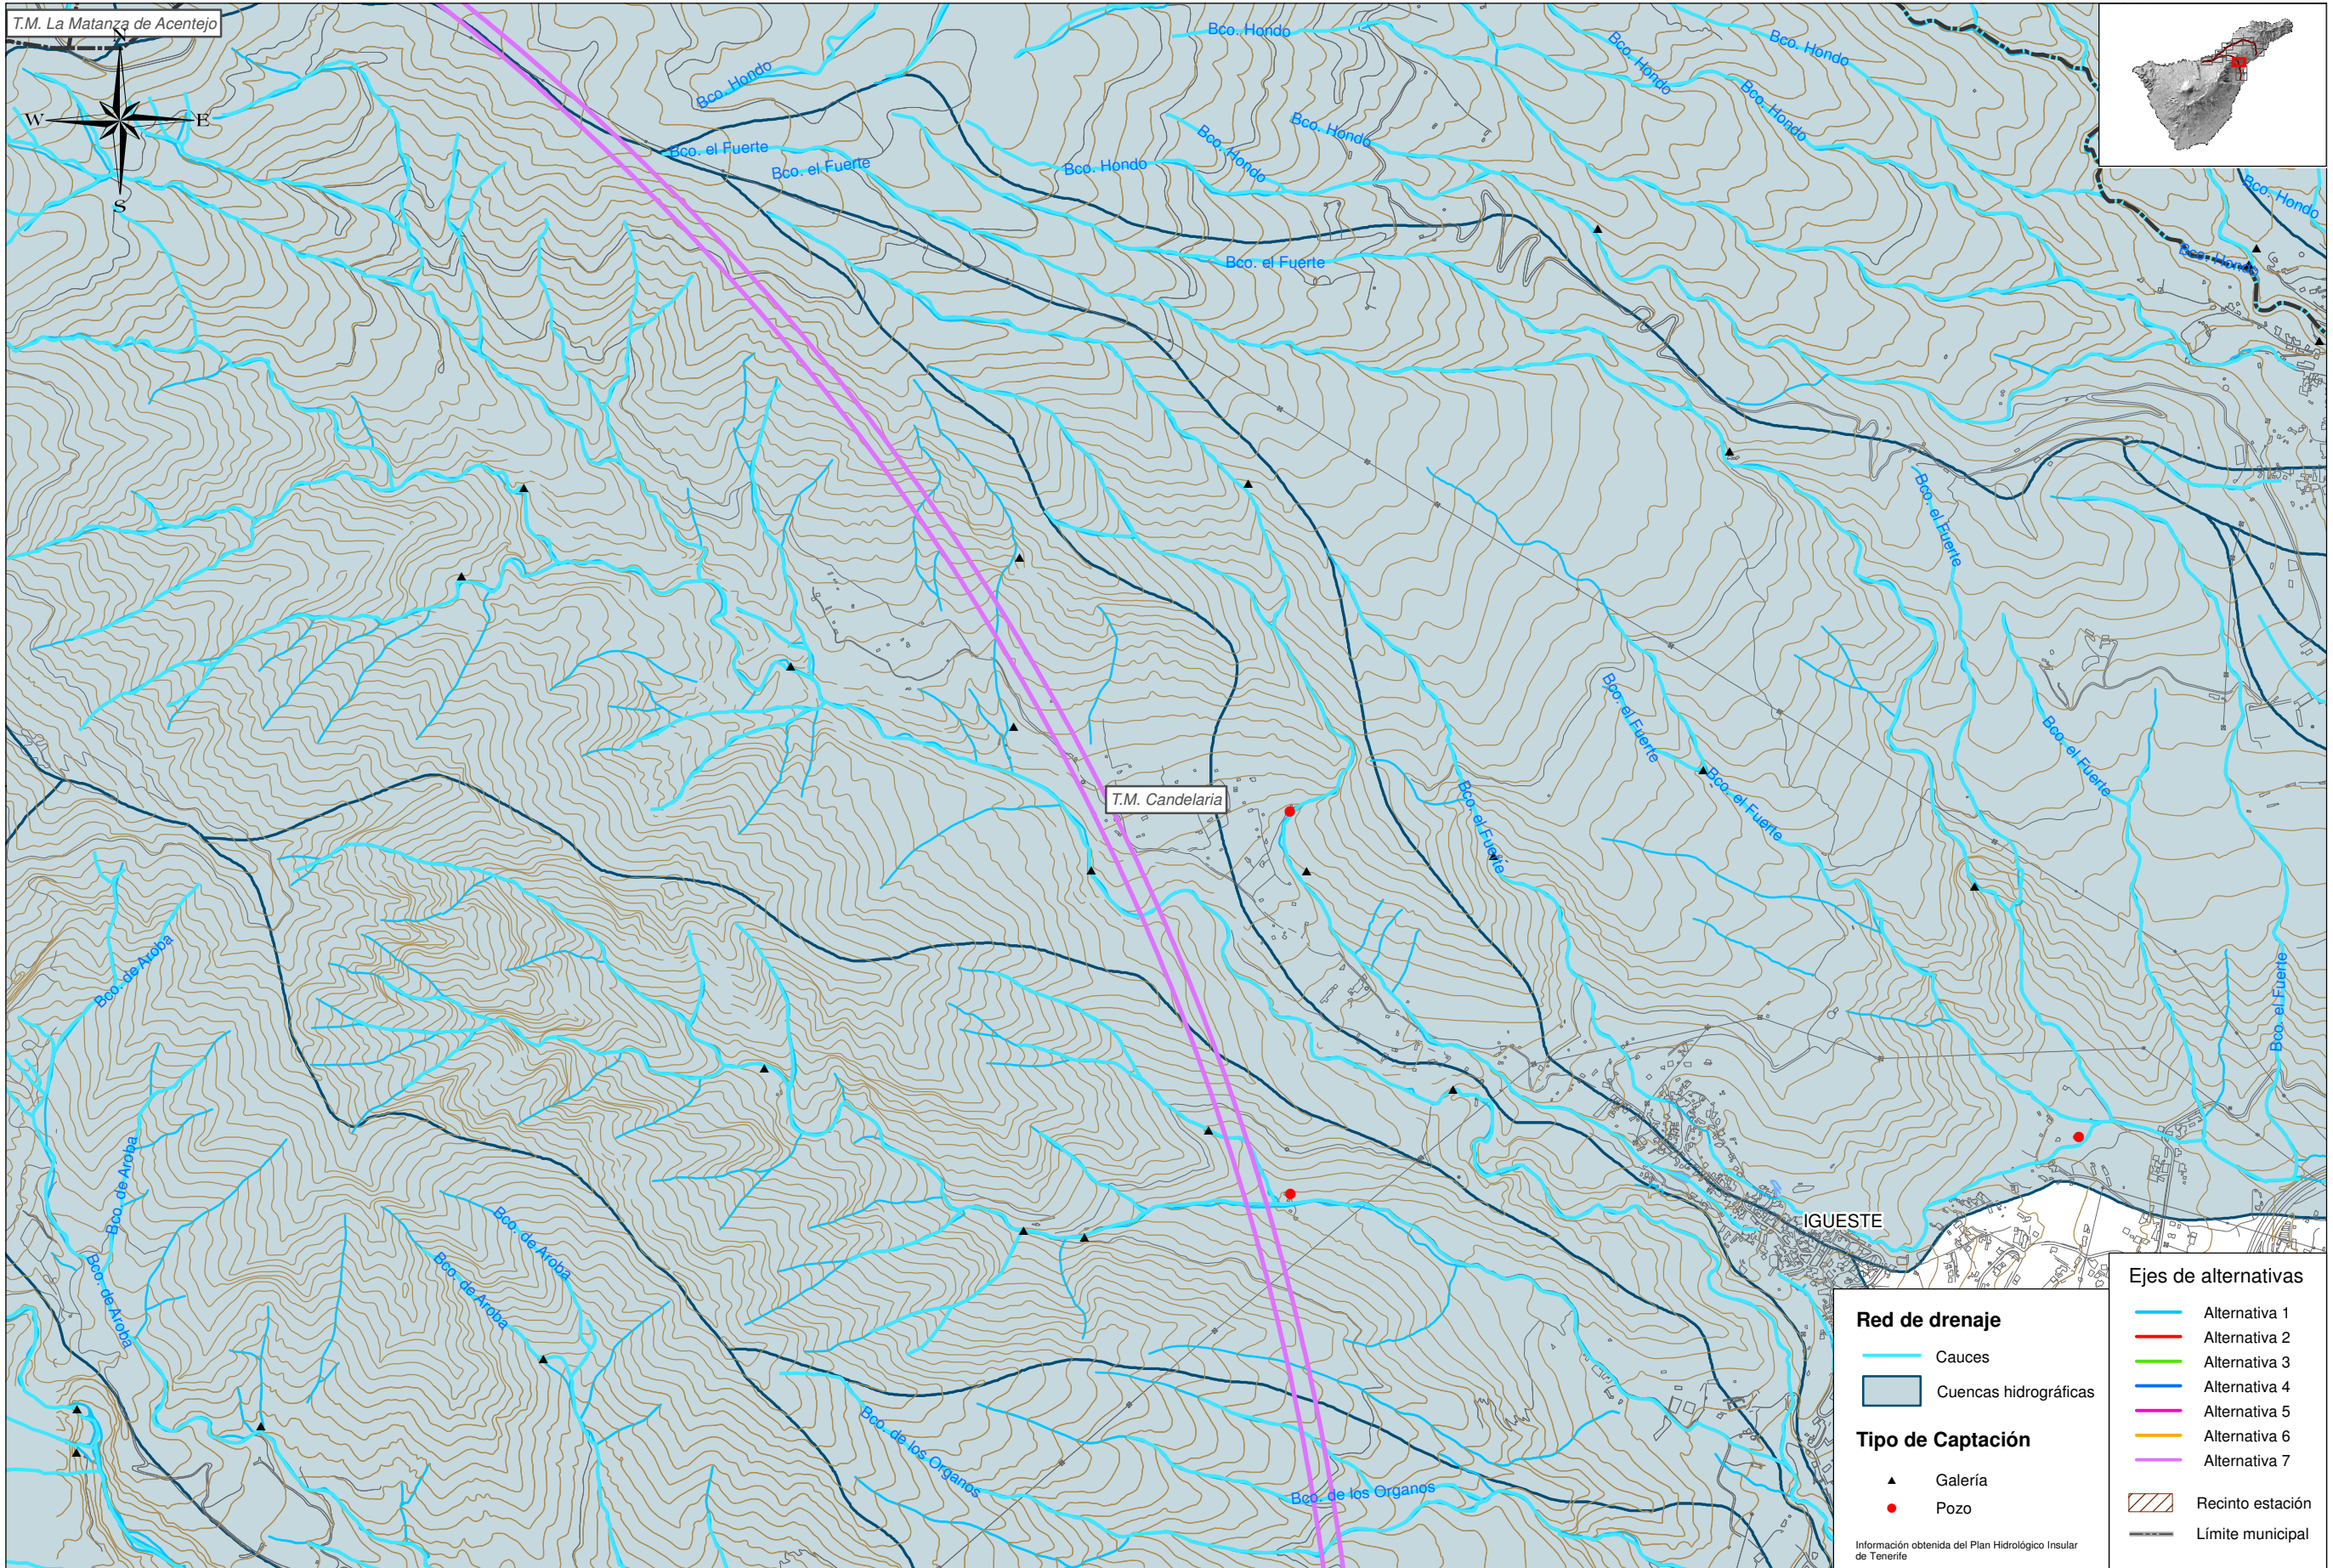 T.M. La Matanza de Acentejo
N
W
E
S
Bco. Hondo
Bco. Hondo
Bco. Hondo
Bco. Hondo
Bco. Hondo
Bco. Hondo
Bco. Hondo
Bco. Hondo
Bco. Hondo
Bco. Hondo
Bco. el Fuerte
Bco. el Fuerte
Bco. el Fuerte
Bco. el Fuerte
Bco. el Fuerte
Bco. el Fuerte
Bco. el Fuerte
Bco. el Fuerte
Bco. el Fuerte
T.M. Candelaria
Bco. de Aroba
Bco. de Aroba
Bco. de Aroba
Bco. de Aroba
Bco. de Aroba
Bco. de los Organos
Bco. de los Organos
IGUESTE
Red de drenaje
Cauces
Cuencas hidrográficas
Tipo de Captación
Galería
Pozo
Información obtenida del Plan Hidrológico Insular
de Tenerife
Ejes de alternativas
Alternativa 1
Alternativa 2
Alternativa 3
Alternativa 4
Alternativa 5
Alternativa 6
Alternativa 7
Recinto estación
Límite municipal